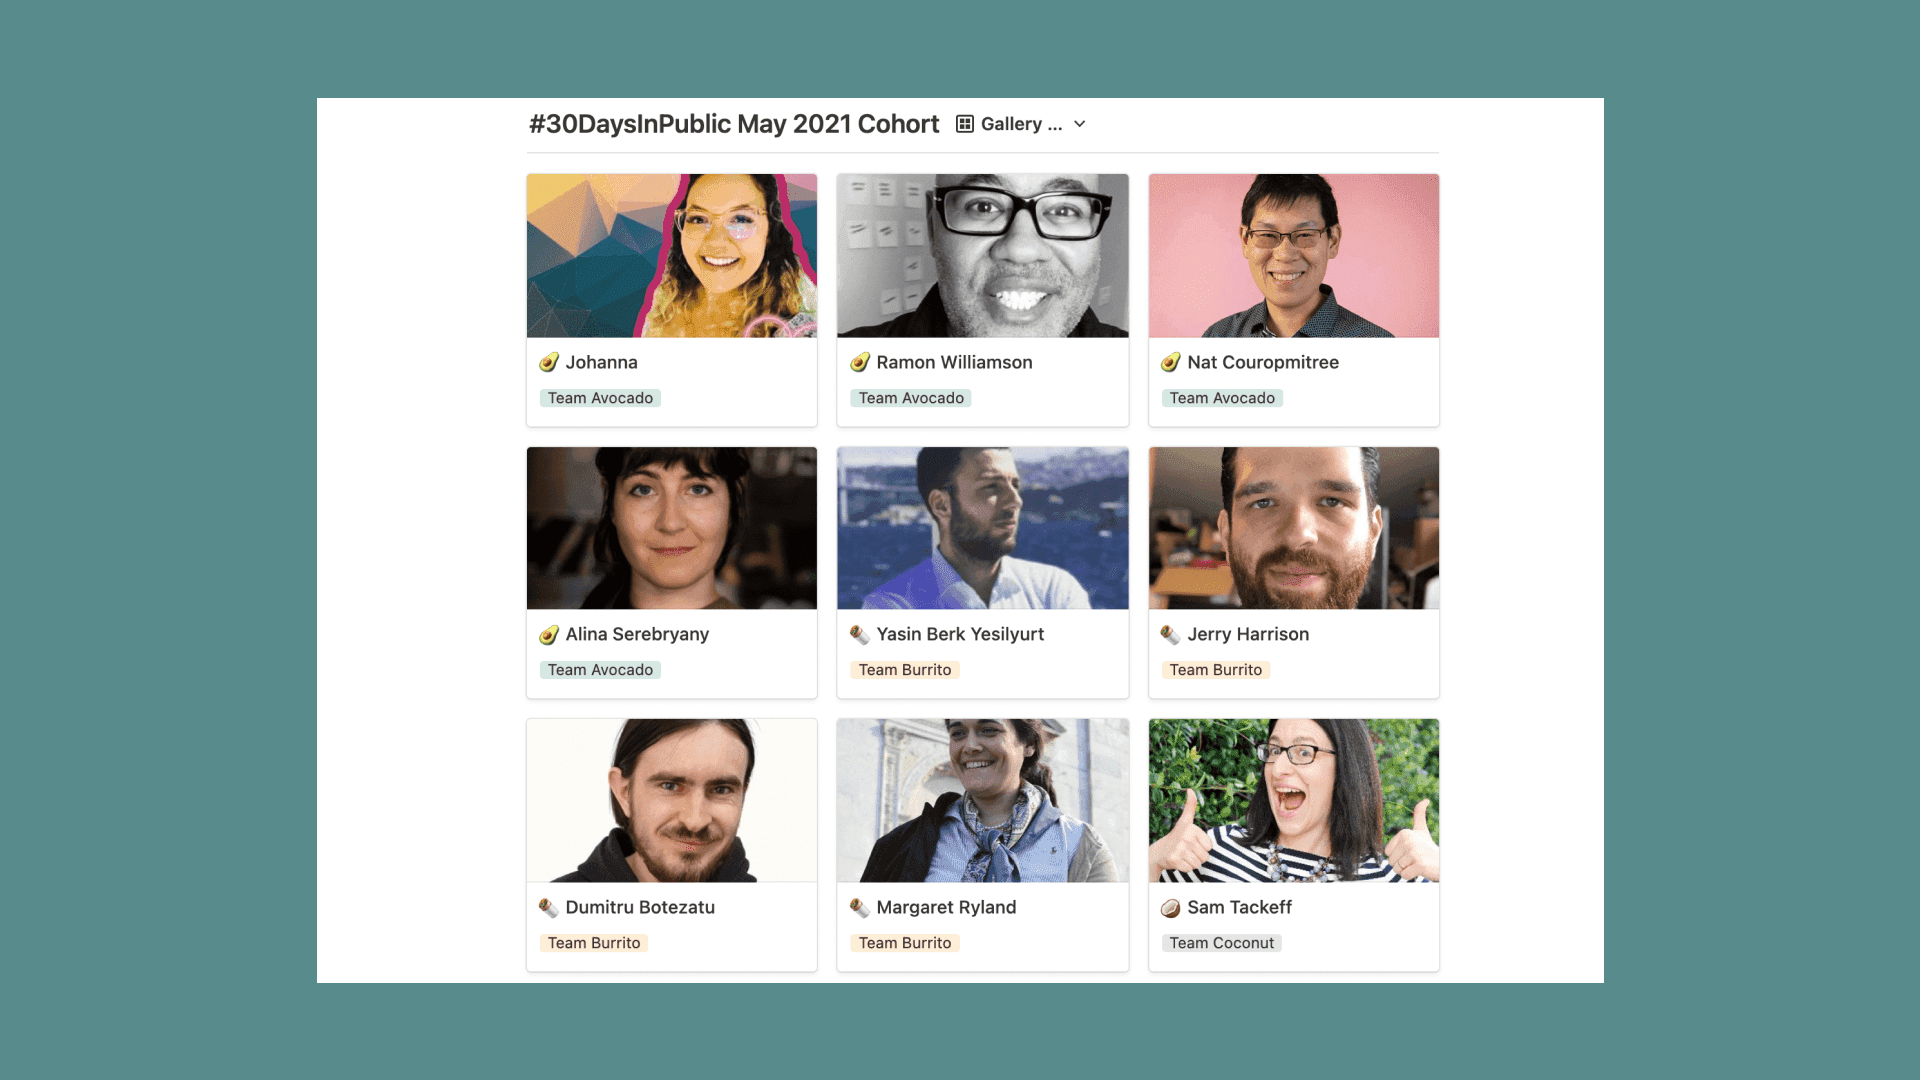 #30DaysInPublic May 2021 Cohort Gallery ...
Johanna
Team Avocado
Ramon Williamson
Team Avocado
Nat Couropmitree
Team Avocado
Alina Serebryany
Team Avocado
Yasin Berk Yesilyurt
Team Burrito
Jerry Harrison
Team Burrito
Dumitru Botezatu
Team Burrito
Margaret Ryland
Team Burrito
Sam Tackeff
Team Coconut